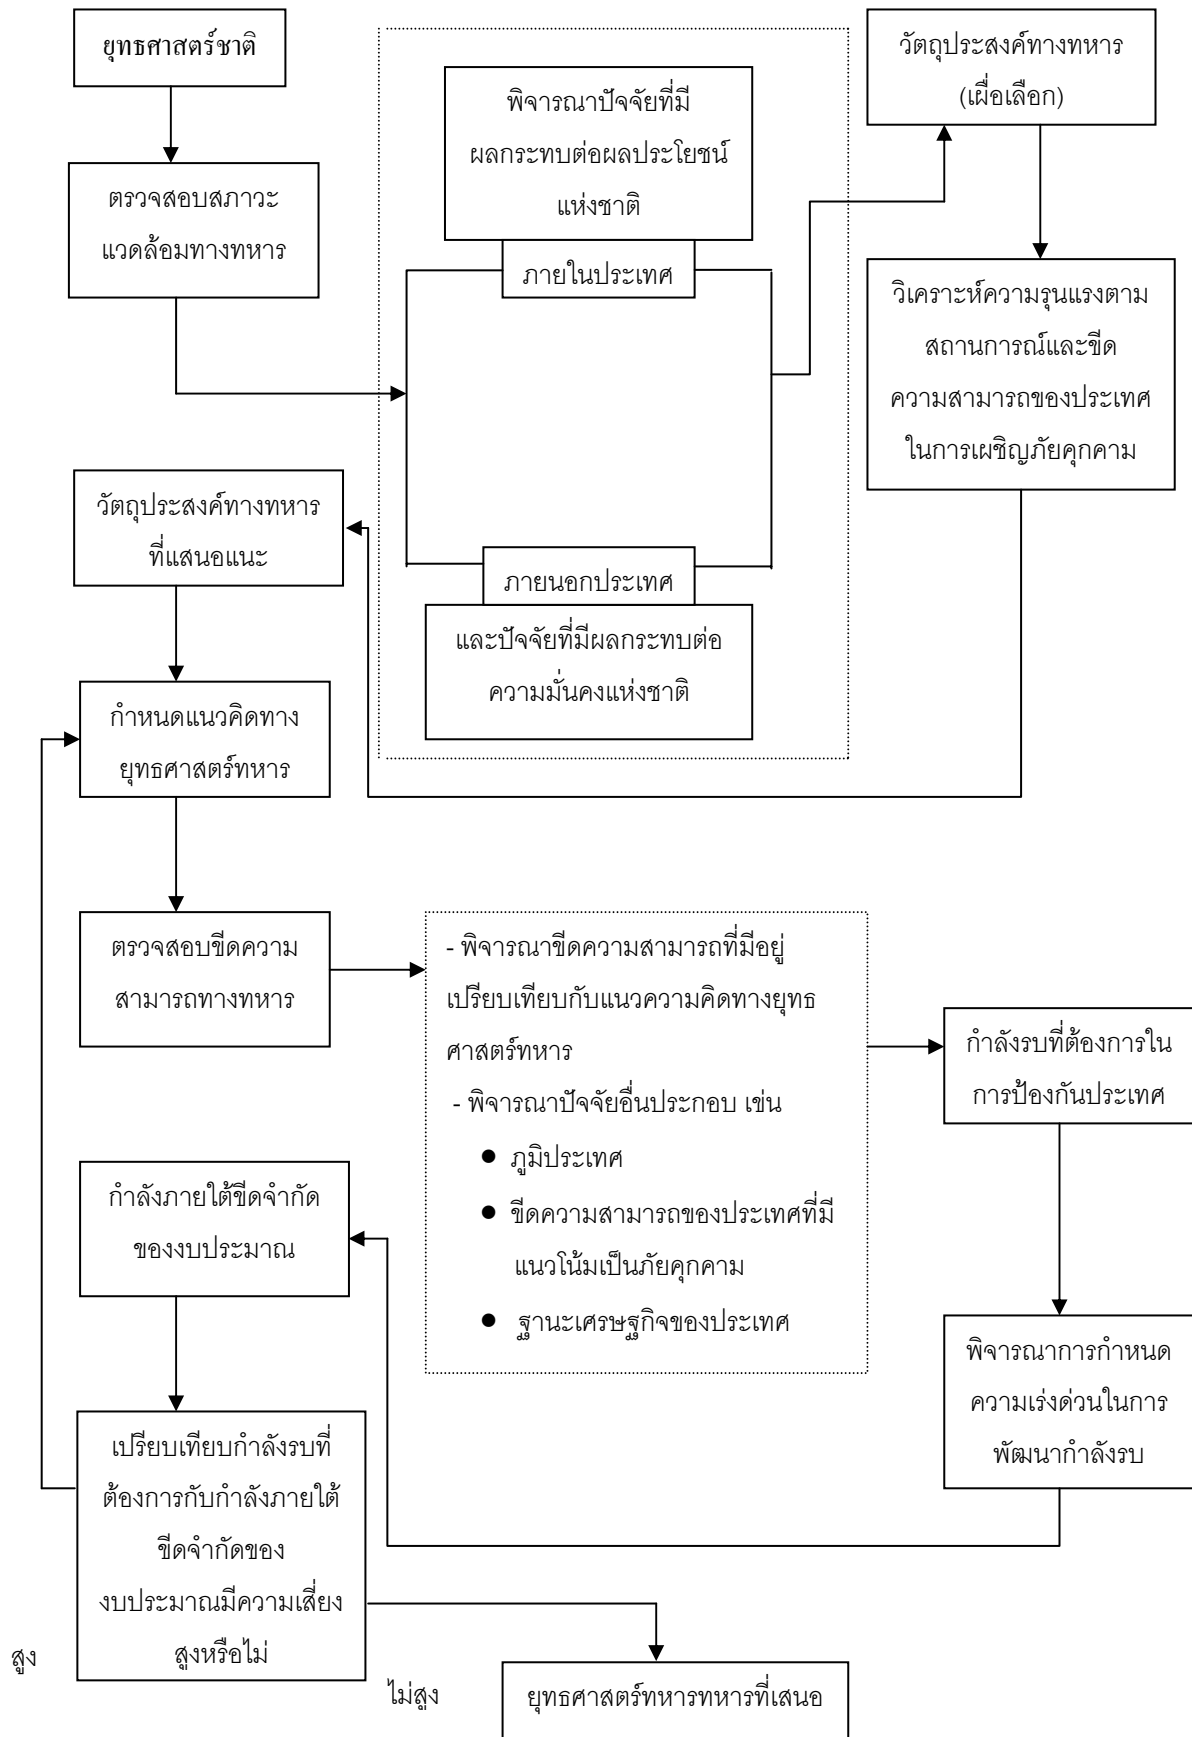 ยุทธศาสตร์ชาติ
ตรวจสอบสภาวะ
แวดล้อมทางทหาร
พิจารณาปัจจัยที่มี
ผลกระทบต่อผลประโยชน์
แห่งชาติ
ภายในประเทศ
ภายนอกประเทศ
และปัจจัยที่มีผลกระทบต่อ
ความมั่นคงแห่งชาติ
วัตถุประสงค์ทางทหาร
(เผื่อเลือก)
วิเคราะห์ความรุนแรงตาม
สถานการณ์และขีด
ความสามารถของประเทศ
ในการเผชิญภัยคุกคาม
วัตถุประสงค์ทางทหาร
ที่แสนอแนะ
กำหนดแนวคิดทาง
ยุทธศาสตร์ทหาร
ตรวจสอบขีดความ
สามารถทางทหาร
- พิจารณาขีดความสามารถที่มีอยู่
เปรียบเทียบกับแนวความคิดทางยุทธ
ศาสตร์ทหาร
- พิจารณาปัจจัยอื่นประกอบ เช่น
● ภูมิประเทศ
● ขีดความสามารถของประเทศที่มี
แนวโน้มเป็นภัยคุกคาม
● ฐานะเศรษฐกิจของประเทศ
กำลังรบที่ต้องการใน
การป้องกันประเทศ
พิจารณาการกำหนด
ความเร่งด่วนในการ
พัฒนากำลังรบ
กำลังภายใต้ขีดจำกัด
ของงบประมาณ
เปรียบเทียบกำลังรบที่
ต้องการกับกำลังภายใต้
ขีดจำกัดของ
งบประมาณมีความเสี่ยง
สูงหรือไม่
สูง
ไม่สูง
ยุทธศาสตร์ทหารทหารที่เสนอ